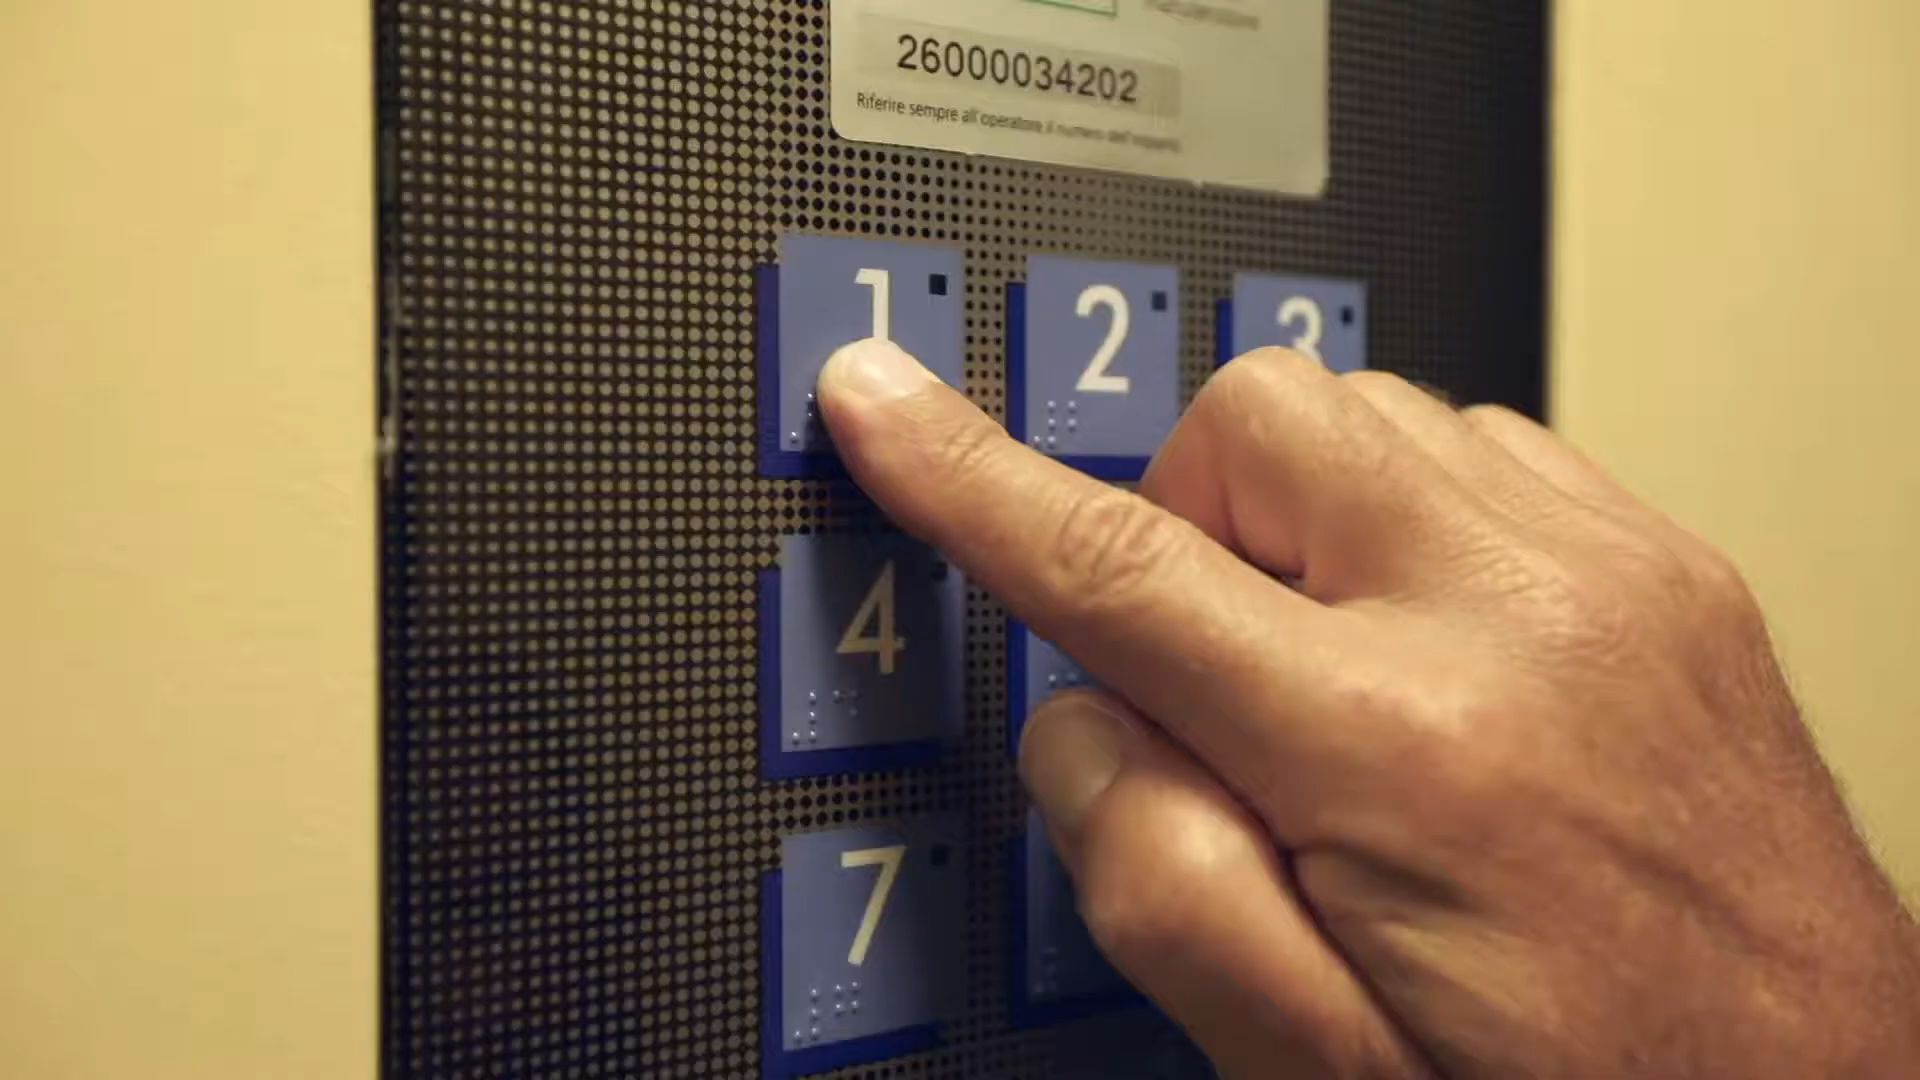 26000034202
Riferire sempre all'operatore il numero dell'impianto
1 2 3
4
7